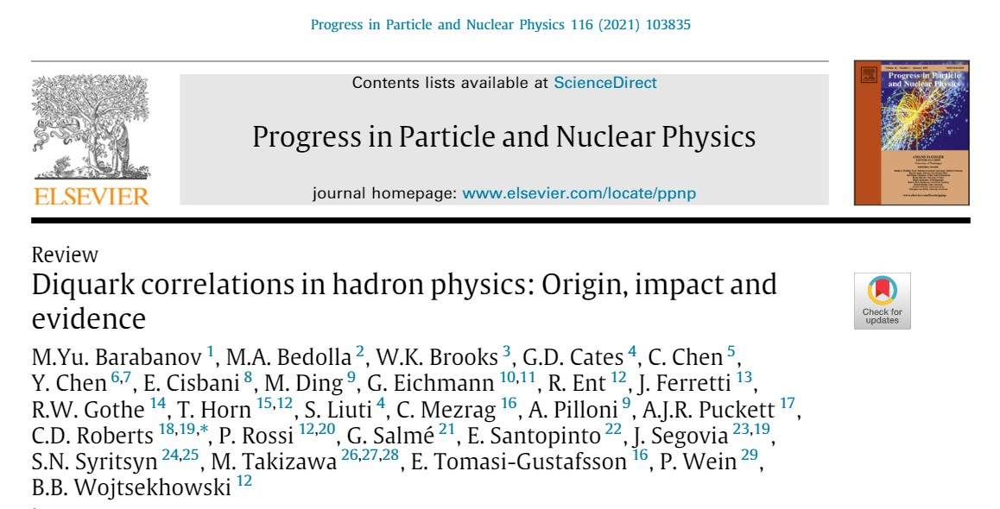 Progress in Particle and Nuclear Physics 116 (2021) 103835
Contents lists available at ScienceDirect
Progress in Particle and Nuclear Physics
journal homepage: www.elsevier.com/locate/ppnp
ELSEVIER
Progress in Particle
and Nuclear Physics
Review
Diquark correlations in hadron physics: Origin, impact and
evidence
Check for
updates
M.Yu. Barabanov 1, M.A. Bedolla 2, W.K. Brooks 3, G.D. Cates 4, C. Chen 5,
Y. Chen 6,7, E. Cisbani 8, M. Ding 9, G. Eichmann 10,11, R. Ent 12, J. Ferretti 13,
R.W. Gothe 14, T. Horn 15,12, S. Liuti 4, C. Mezrag 16, A. Pilloni 9, A.J.R. Puckett 17,
C.D. Roberts 18,19,*, P. Rossi 12,20, G. Salmé 21, E. Santopinto 22, J. Segovia 23,19,
S.N. Syritsyn 24,25, M. Takizawa 26,27,28, E. Tomasi-Gustafsson 16, P. Wein 29,
B.B. Wojtsekhowski 12